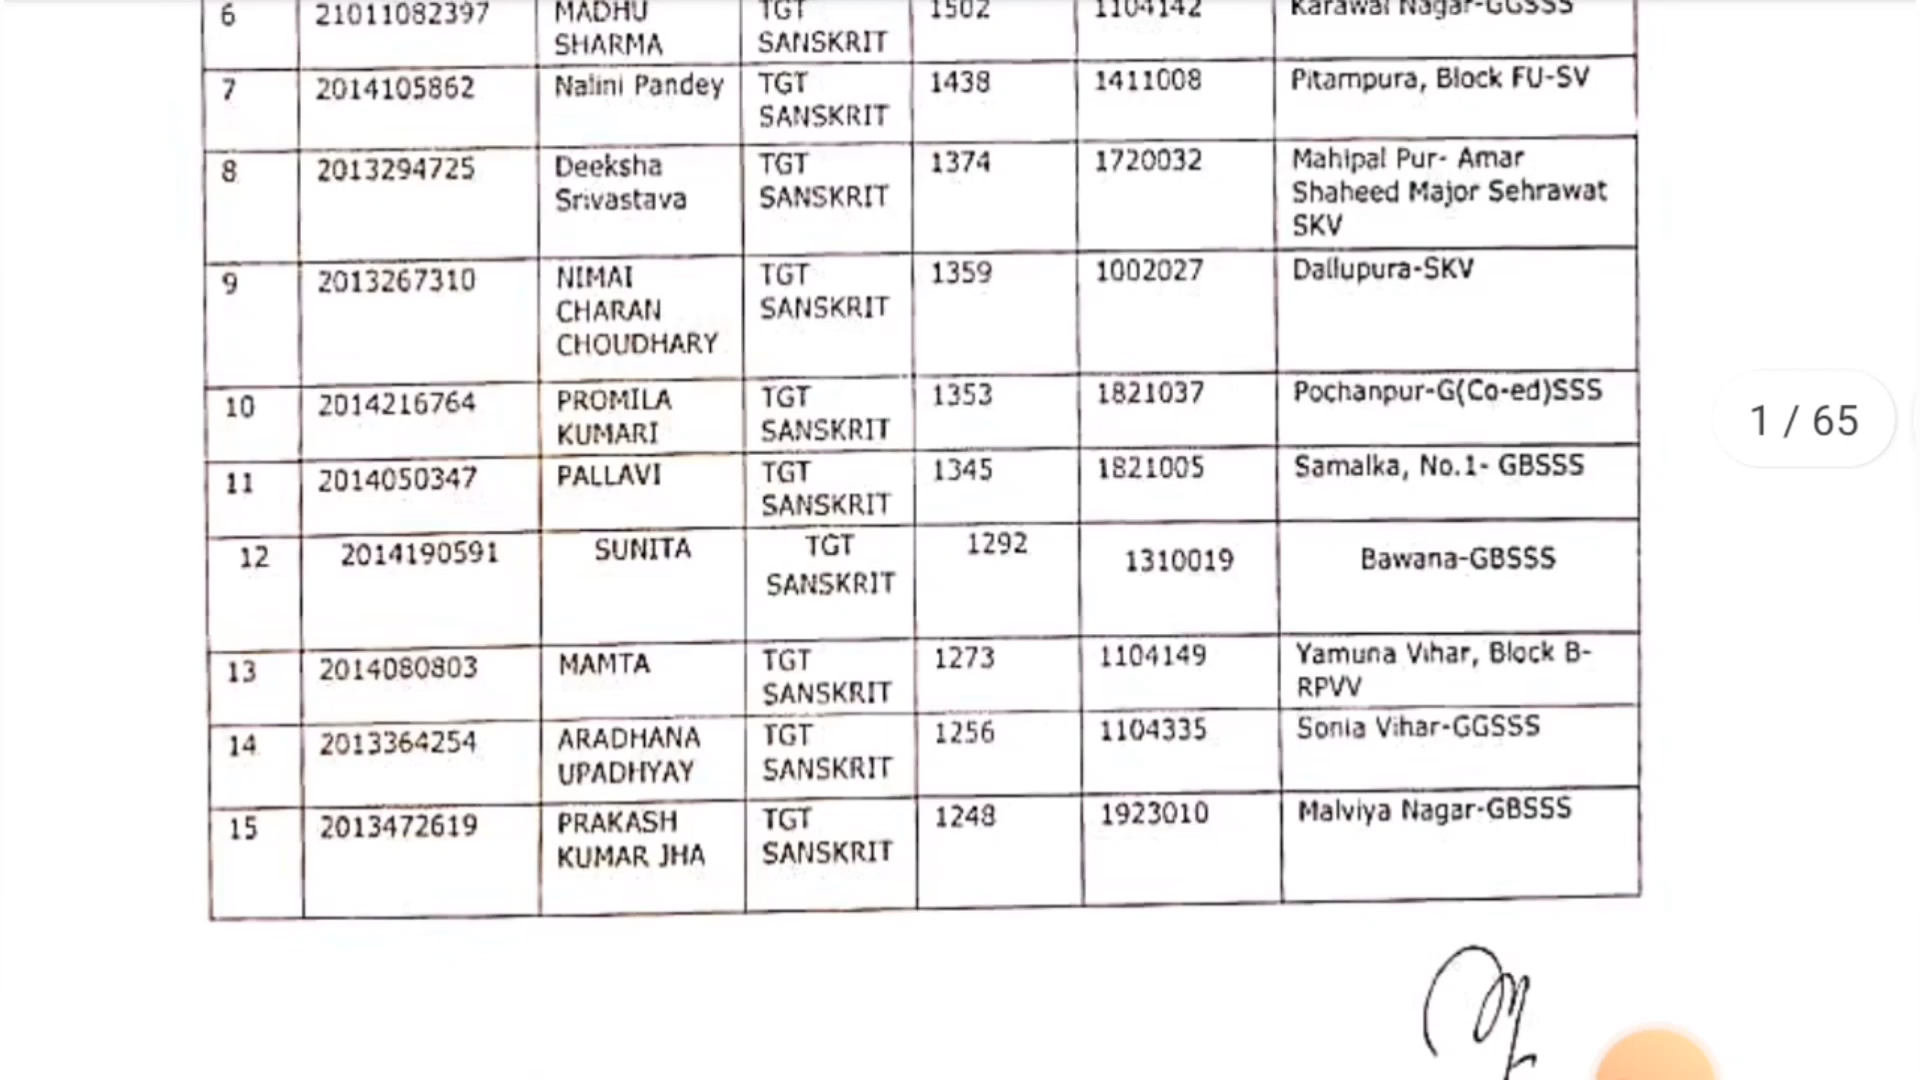 6 21011082397 MADHU TGT 1502 1104142 Karawal Nagar-GGSSS
SHARMA SANSKRIT
7 2014105862 Nalini Pandey TGT 1438 1411008 Pitampura, Block FU-SV
SANSKRIT
8 2013294725 Deeksha TGT 1374 1720032 Mahipal Pur- Amar
Srivastava SANSKRIT Shaheed Major Sehrawat
SKV
9 2013267310 NIMAI TGT 1359 1002027 Dallupura-SKV
CHARAN SANSKRIT
CHOUDHARY
10 2014216764 PROMILA TGT 1353 1821037 Pochanpur-G(Co-ed)SSS
KUMARI SANSKRIT
11 2014050347 PALLAVI TGT 1345 1821005 Samalka, No.1- GBSSS
SANSKRIT
12 2014190591 SUNITA TGT 1292 1310019 Bawana-GBSSS
SANSKRIT
13 2014080803 MAMTA TGT 1273 1104149 Yamuna Vihar, Block B-
SANSKRIT RPVV
14 2013364254 ARADHANA TGT 1256 1104335 Sonia Vihar-GGSSS
UPADHYAY SANSKRIT
15 2013472619 PRAKASH TGT 1248 1923010 Malviya Nagar-GBSSS
KUMAR JHA SANSKRIT
1 / 65